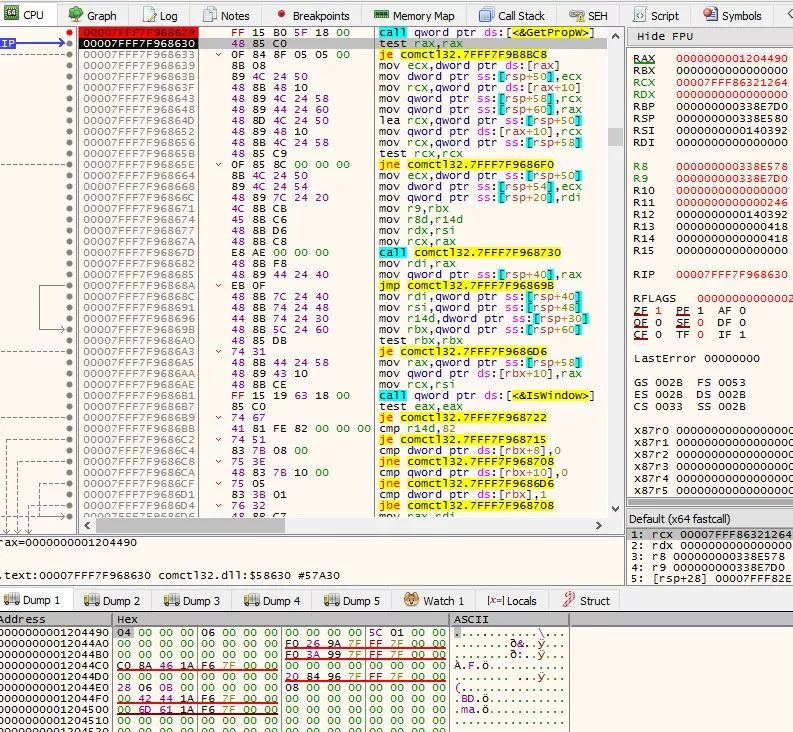 CPU Graph Log Notes Breakpoints Memory Map Call Stack SEH Script Symbols
Hide FPU
00007FFF7F96862A FF 15 B0 5F 18 00 call qword ptr ds:[<&GetPropW>]
IP 00007FFF7F968630 48 85 C0 test rax,rax
00007FFF7F968633 0F 84 8F 05 05 00 je comctl32.7FFF7F9B8BC8
00007FFF7F968639 8B 08 mov ecx,dword ptr ds:[rax]
00007FFF7F96863B 89 4C 24 50 mov dword ptr ss:[rsp+50],ecx
00007FFF7F96863F 48 8B 48 10 mov rcx,qword ptr ds:[rax+10]
00007FFF7F968643 48 89 4C 24 58 mov qword ptr ss:[rsp+58],rcx
00007FFF7F968648 48 89 44 24 60 mov qword ptr ss:[rsp+60],rax
00007FFF7F96864D 48 8D 4C 24 50 lea rcx,qword ptr ss:[rsp+50]
00007FFF7F968652 48 89 48 10 mov qword ptr ds:[rax+10],rcx
00007FFF7F968656 48 8B 4C 24 58 mov rcx,qword ptr ss:[rsp+58]
00007FFF7F96865B 48 85 C9 test rcx,rcx
00007FFF7F96865E 0F 85 8C 00 00 00 jne comctl32.7FFF7F9686F0
00007FFF7F968664 8B 4C 24 50 mov ecx,dword ptr ss:[rsp+50]
00007FFF7F968668 89 4C 24 54 mov dword ptr ss:[rsp+54],ecx
00007FFF7F96866C 48 89 7C 24 20 mov qword ptr ss:[rsp+20],rdi
00007FFF7F968671 4C 8B CB mov r9,rbx
00007FFF7F968674 45 8B C6 mov r8d,r14d
00007FFF7F968677 48 8B D6 mov rdx,rsi
00007FFF7F96867A 48 8B C8 mov rcx,rax
00007FFF7F96867D E8 AE 00 00 00 call comctl32.7FFF7F968730
00007FFF7F968682 48 8B F8 mov rdi,rax
00007FFF7F968685 48 89 44 24 40 mov qword ptr ss:[rsp+40],rax
00007FFF7F96868A EB 0F jmp comctl32.7FFF7F96869B
00007FFF7F96868C 48 8B 7C 24 40 mov rdi,qword ptr ss:[rsp+40]
00007FFF7F968691 48 8B 74 24 48 mov rsi,qword ptr ss:[rsp+48]
00007FFF7F968696 44 8B 74 24 30 mov r14d,dword ptr ss:[rsp+30]
00007FFF7F96869B 48 8B 5C 24 60 mov rbx,qword ptr ss:[rsp+60]
00007FFF7F9686A0 48 85 DB test rbx,rbx
00007FFF7F9686A3 74 31 je comctl32.7FFF7F9686D6
00007FFF7F9686A5 48 8B 44 24 58 mov rax,qword ptr ss:[rsp+58]
00007FFF7F9686AA 48 89 43 10 mov qword ptr ds:[rbx+10],rax
00007FFF7F9686AE 48 8B CE mov rcx,rsi
00007FFF7F9686B1 FF 15 19 63 18 00 call qword ptr ds:[<&IsWindow>]
00007FFF7F9686B7 85 C0 test eax,eax
00007FFF7F9686B9 74 67 je comctl32.7FFF7F968722
00007FFF7F9686BB 41 81 FE 82 00 00 00 cmp r14d,82
00007FFF7F9686C2 74 51 je comctl32.7FFF7F968715
00007FFF7F9686C4 83 7B 08 00 cmp dword ptr ds:[rbx+8],0
00007FFF7F9686C8 75 3E jne comctl32.7FFF7F968708
00007FFF7F9686CA 48 83 7B 10 00 cmp qword ptr ds:[rbx+10],0
00007FFF7F9686CF 75 05 jne comctl32.7FFF7F9686D6
00007FFF7F9686D1 83 3B 01 cmp dword ptr ds:[rbx],1
00007FFF7F9686D4 76 32 jbe comctl32.7FFF7F968708
00007FFF7F9686D6 48 8B C7 mov rax,rdi
RAX 0000000001204490
RBX 0000000000000000
RCX 00007FFF86321264
RDX 0000000000000000
RBP 00000000338E7D0
RSP 00000000338E580
RSI 0000000000140392
RDI 0000000000000000
R8 00000000338E578
R9 00000000338E7D0
R10 0000000000000000
R11 0000000000000246
R12 0000000000140392
R13 0000000000000418
R14 0000000000000418
R15 0000000000000000
RIP 00007FFF7F968630
RFLAGS 000000000000002
ZF 1 PF 1 AF 0
OF 0 SF 0 DF 0
CF 0 TF 0 IF 1
LastError 00000000
GS 002B FS 0053
ES 002B DS 002B
CS 0033 SS 002B
x87r0 0000000000000
x87r1 0000000000000
x87r2 0000000000000
x87r3 0000000000000
x87r4 0000000000000
x87r5 0000000000000
Default (x64 fastcall)
1: rcx 00007FFF86321264
2: rdx 0000000000000000
3: r8 00000000338E578
4: r9 00000000338E7D0
5: [rsp+28] 00007FFF82E
rax=0000000001204490
.text:00007FFF7F968630 comctl32.dll:$58630 #57A30
Dump 1 Dump 2 Dump 3 Dump 4 Dump 5 Watch 1 [x=] Locals Struct
Address Hex ASCII
0000000001204490 04 00 00 00 06 00 00 00 00 00 00 00 5C 01 00 00 ............\...
00000000012044A0 00 00 00 00 00 00 00 00 F0 26 9A 7F FF 7F 00 00 ........ð&..ÿ...
00000000012044B0 00 00 00 00 00 00 00 00 F0 3A 99 7F FF 7F 00 00 ........ð:..ÿ...
00000000012044C0 C0 8A 46 1A F6 7F 00 00 00 00 00 00 00 00 00 00 À.F.ö...
00000000012044D0 00 00 00 00 00 00 00 00 20 84 96 7F FF 7F 00 00 ...ÿ...
00000000012044E0 28 06 0B 00 00 00 00 00 08 00 00 00 00 00 00 00 (...
00000000012044F0 00 42 44 1A F6 7F 00 00 00 00 00 00 00 00 00 00 .BD.ö...
0000000001204500 00 6D 61 1A F6 7F 00 00 00 00 00 00 00 00 00 00 .ma.ö...
0000000001204510 00 00 00 00 00 00 00 00 00 00 00 00 00 00 00 00